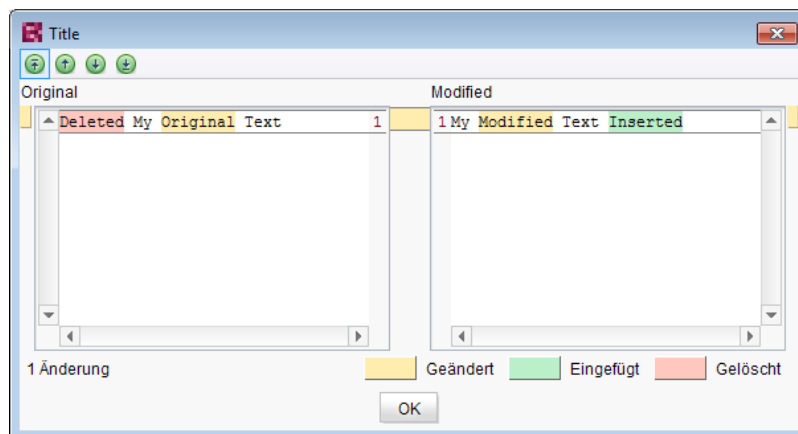 Title
Original
Modified
Deleted My Original Text 1
1 My Modified Text Inserted
1 Änderung
Geändert
Eingefügt
Gelöscht
OK